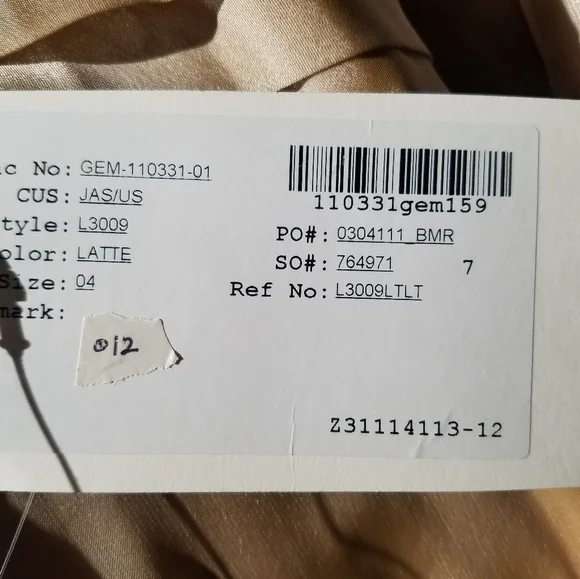 c No: GEM-110331-01
CUS: JAS/US
tyle: L3009
olor: LATTE
Size: 04
mark:
012
110331gem159
PO#: 0304111_BMR
SO#: 764971 7
Ref No: L3009LTLT
Z31114113-12